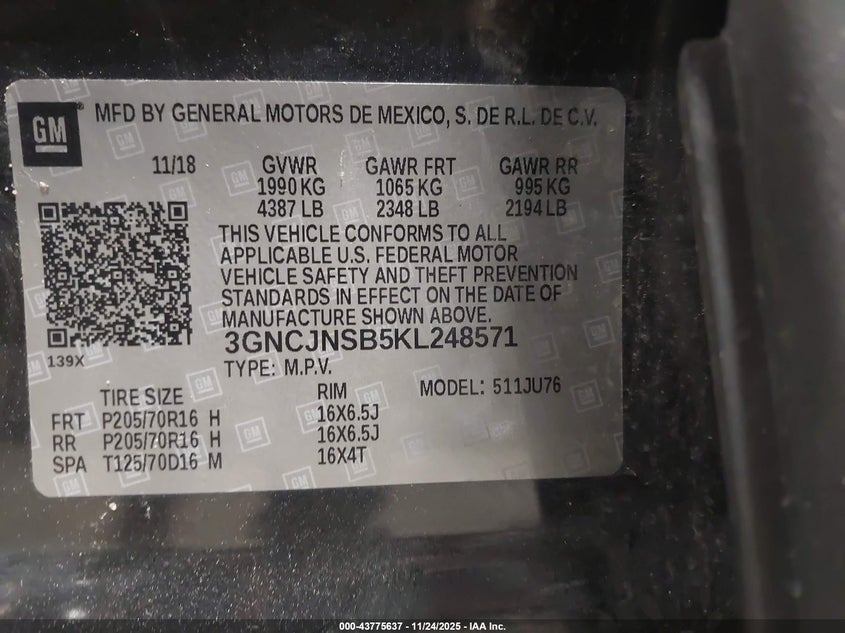 GM
MFD BY GENERAL MOTORS DE MEXICO, S. DE R.L. DE C.V.
11/18 GVWR GAWR FRT GAWR RR
1990 KG 1065 KG 995 KG
4387 LB 2348 LB 2194 LB
THIS VEHICLE CONFORMS TO ALL
APPLICABLE U.S. FEDERAL MOTOR
VEHICLE SAFETY AND THEFT PREVENTION
STANDARDS IN EFFECT ON THE DATE OF
MANUFACTURE SHOWN ABOVE.
3GNCJNSB5KL248571
139X
TYPE: M.P.V.
TIRE SIZE RIM MODEL: 511JU76
FRT P205/70R16 H 16X6.5J
RR P205/70R16 H 16X6.5J
SPA T125/70D16 M 16X4T
000-43775637 - 11/24/2025 - IAA Inc.